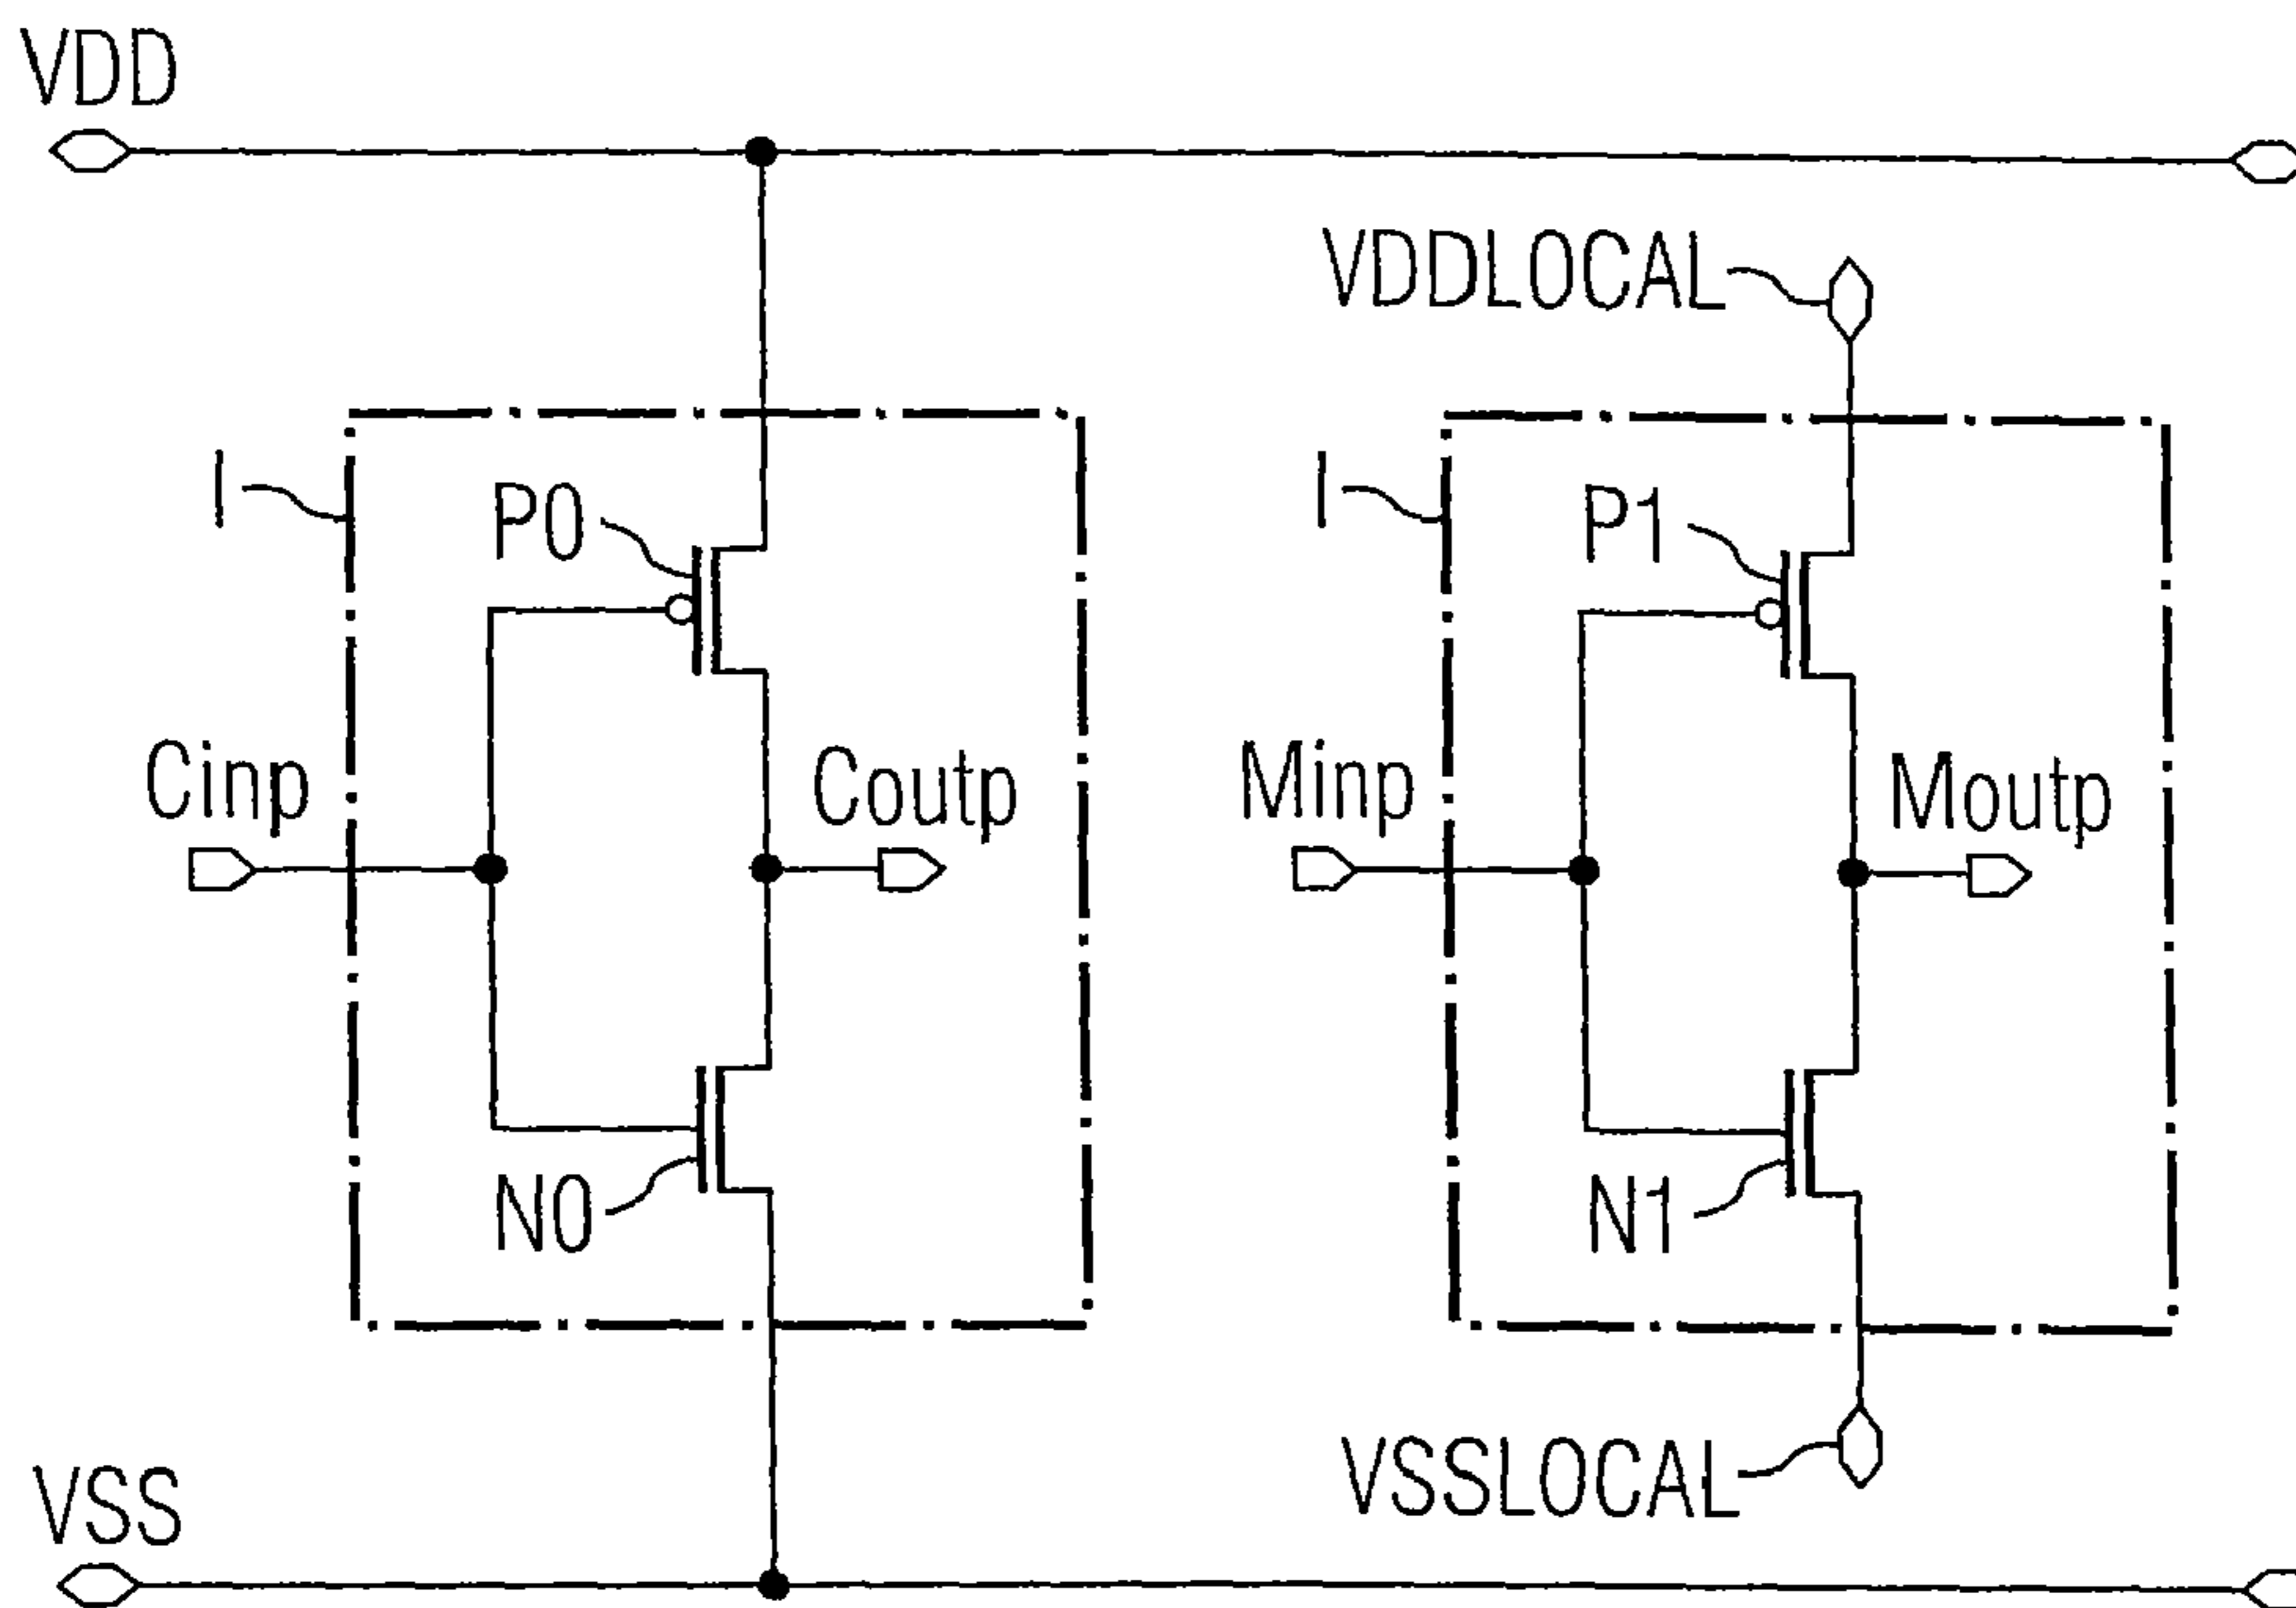 VDD
VDDLOCAL
I
P0
I
P1
Cinp
Coutp
Minp
Moutp
N0
N1
VSSLOCAL
VSS